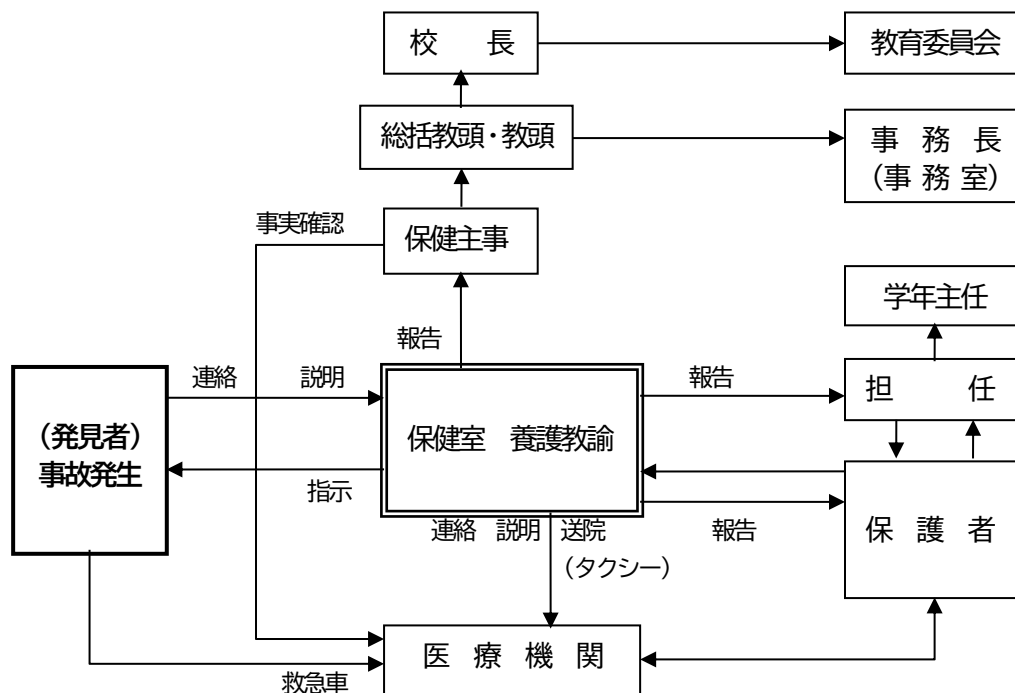 校　長
教育委員会
総括教頭・教頭
事 務 長
（事 務 室）
事実確認
保健主事
学年主任
報告
連絡　説明
報告
担　任
（発見者）
事故発生
保健室　養護教諭
指示
連絡　説明　送院
（タクシー）
報告
保 護 者
医 療 機 関
救急車